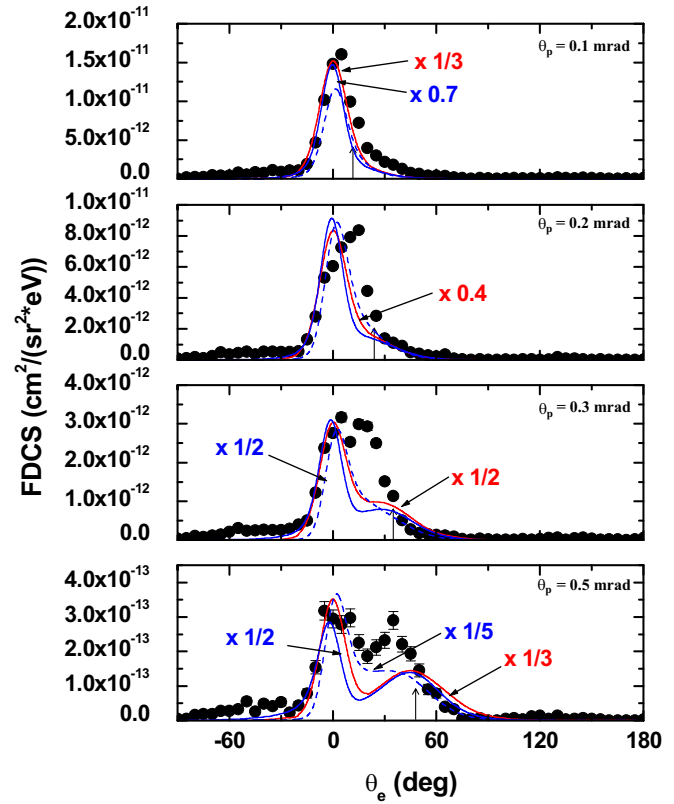 2.0x10⁻¹¹
1.5x10⁻¹¹
1.0x10⁻¹¹
5.0x10⁻¹²
0.0
θp = 0.1 mrad
x 1/3
x 0.7
1.0x10⁻¹¹
8.0x10⁻¹²
6.0x10⁻¹²
4.0x10⁻¹²
2.0x10⁻¹²
0.0
θp = 0.2 mrad
x 0.4
FDCS (cm²/(sr²*eV))
4.0x10⁻¹²
3.0x10⁻¹²
2.0x10⁻¹²
1.0x10⁻¹²
0.0
θp = 0.3 mrad
x 1/2
x 1/2
4.0x10⁻¹³
3.0x10⁻¹³
2.0x10⁻¹³
1.0x10⁻¹³
0.0
θp = 0.5 mrad
x 1/2
x 1/5
x 1/3
-60 0 60 120 180
θe (deg)